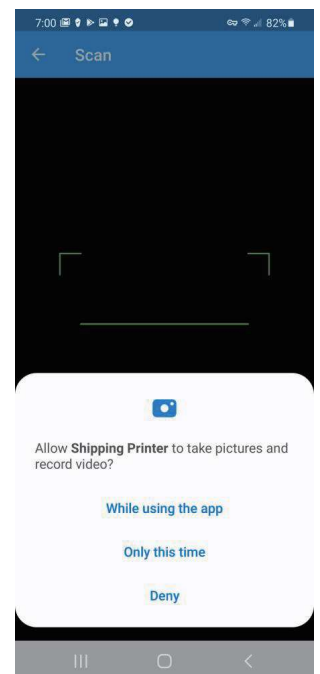 7:00 82%
Scan
Allow Shipping Printer to take pictures and
record video?
While using the app
Only this time
Deny